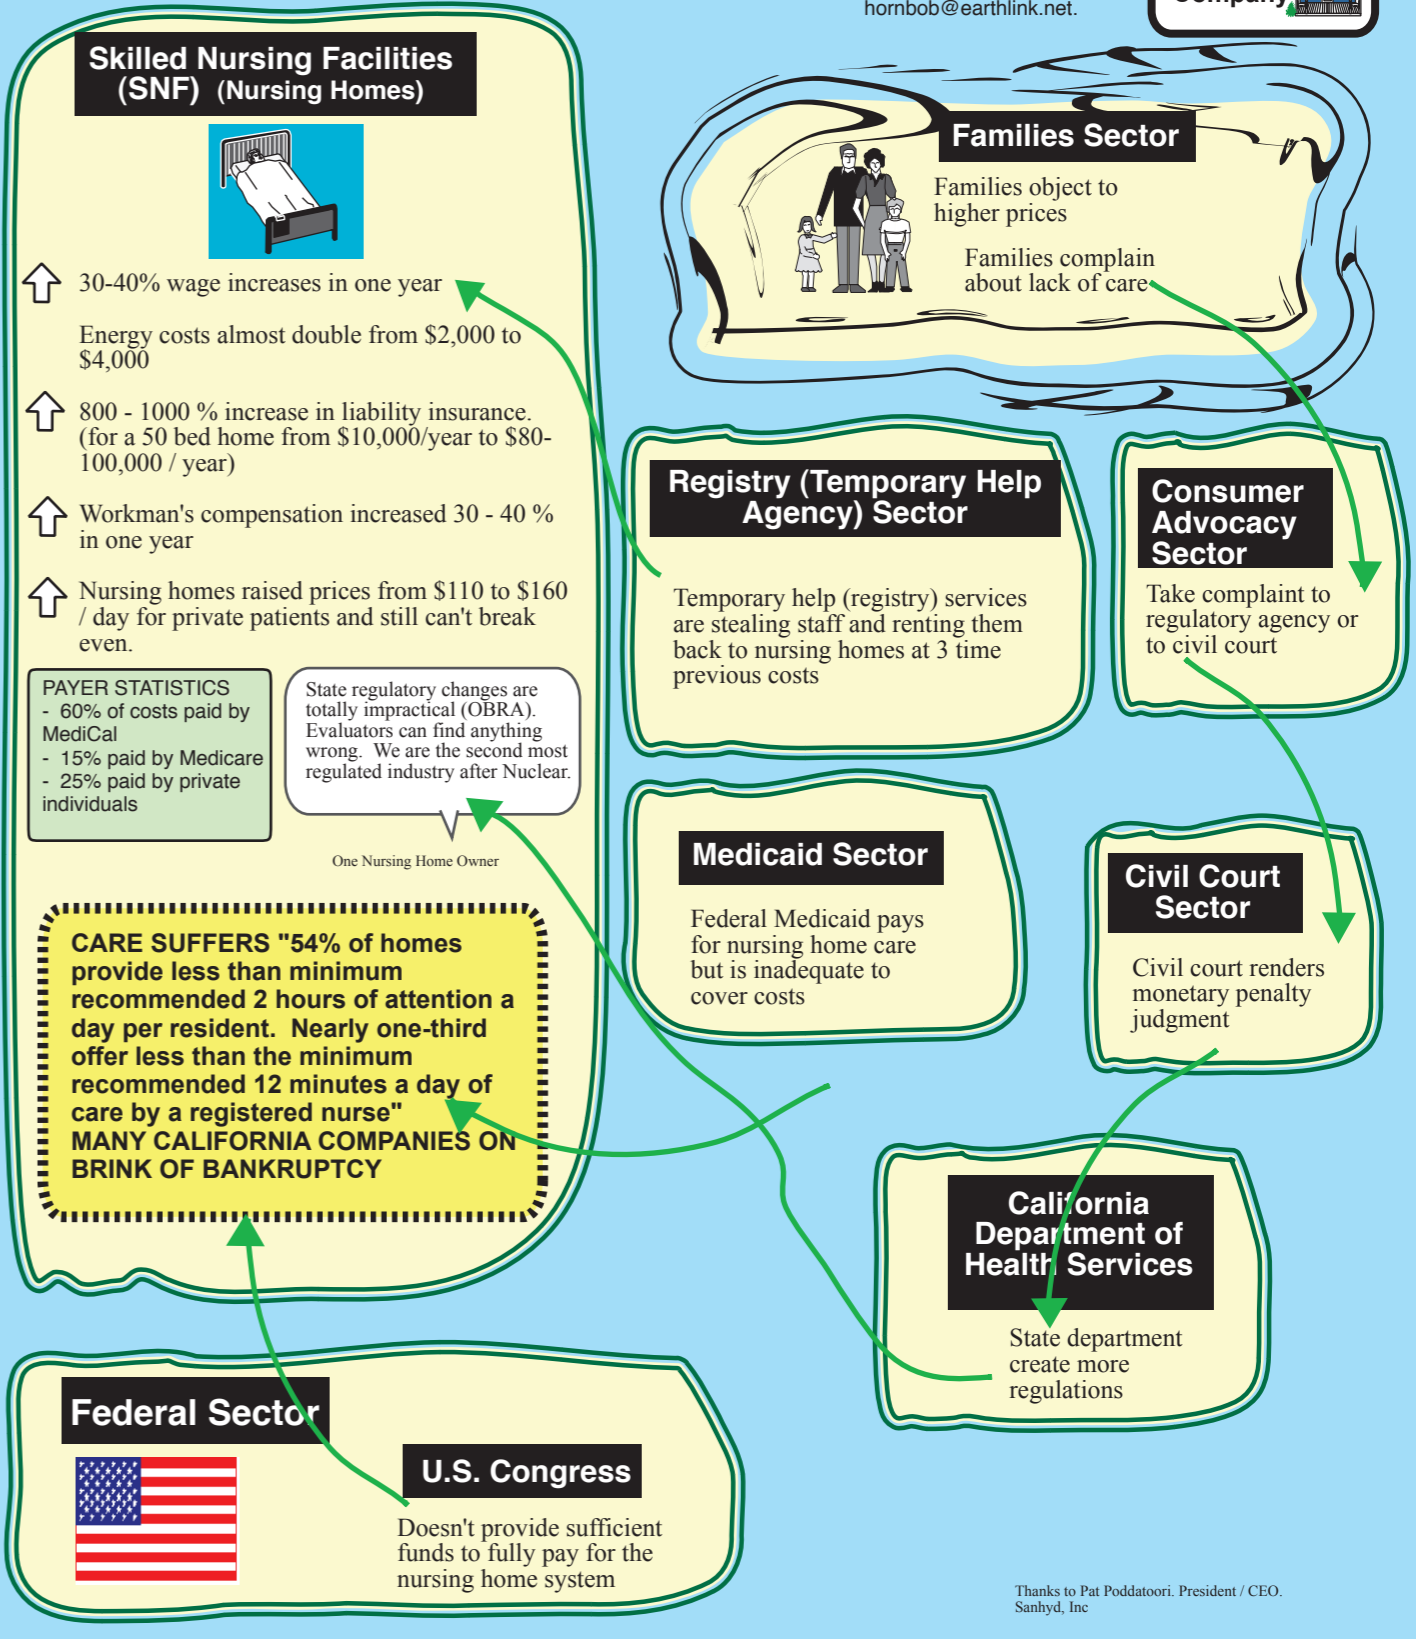 hornbob@earthlink.net.
Company
Skilled Nursing Facilities
(SNF) (Nursing Homes)
30-40% wage increases in one year
Energy costs almost double from $2,000 to
$4,000
800 - 1000 % increase in liability insurance.
(for a 50 bed home from $10,000/year to $80-
100,000 / year)
Workman's compensation increased 30 - 40 %
in one year
Nursing homes raised prices from $110 to $160
/ day for private patients and still can't break
even.
PAYER STATISTICS
- 60% of costs paid by
MediCal
- 15% paid by Medicare
- 25% paid by private
individuals
State regulatory changes are
totally impractical (OBRA).
Evaluators can find anything
wrong. We are the second most
regulated industry after Nuclear.
One Nursing Home Owner
CARE SUFFERS "54% of homes
provide less than minimum
recommended 2 hours of attention a
day per resident. Nearly one-third
offer less than the minimum
recommended 12 minutes a day of
care by a registered nurse"
MANY CALIFORNIA COMPANIES ON
BRINK OF BANKRUPTCY
Families Sector
Families object to
higher prices
Families complain
about lack of care
Registry (Temporary Help
Agency) Sector
Temporary help (registry) services
are stealing staff and renting them
back to nursing homes at 3 time
previous costs
Consumer
Advocacy
Sector
Take complaint to
regulatory agency or
to civil court
Medicaid Sector
Federal Medicaid pays
for nursing home care
but is inadequate to
cover costs
Civil Court
Sector
Civil court renders
monetary penalty
judgment
California
Department of
Health Services
State department
create more
regulations
Federal Sector
U.S. Congress
Doesn't provide sufficient
funds to fully pay for the
nursing home system
Thanks to Pat Poddatoori. President / CEO.
Sanhyd, Inc